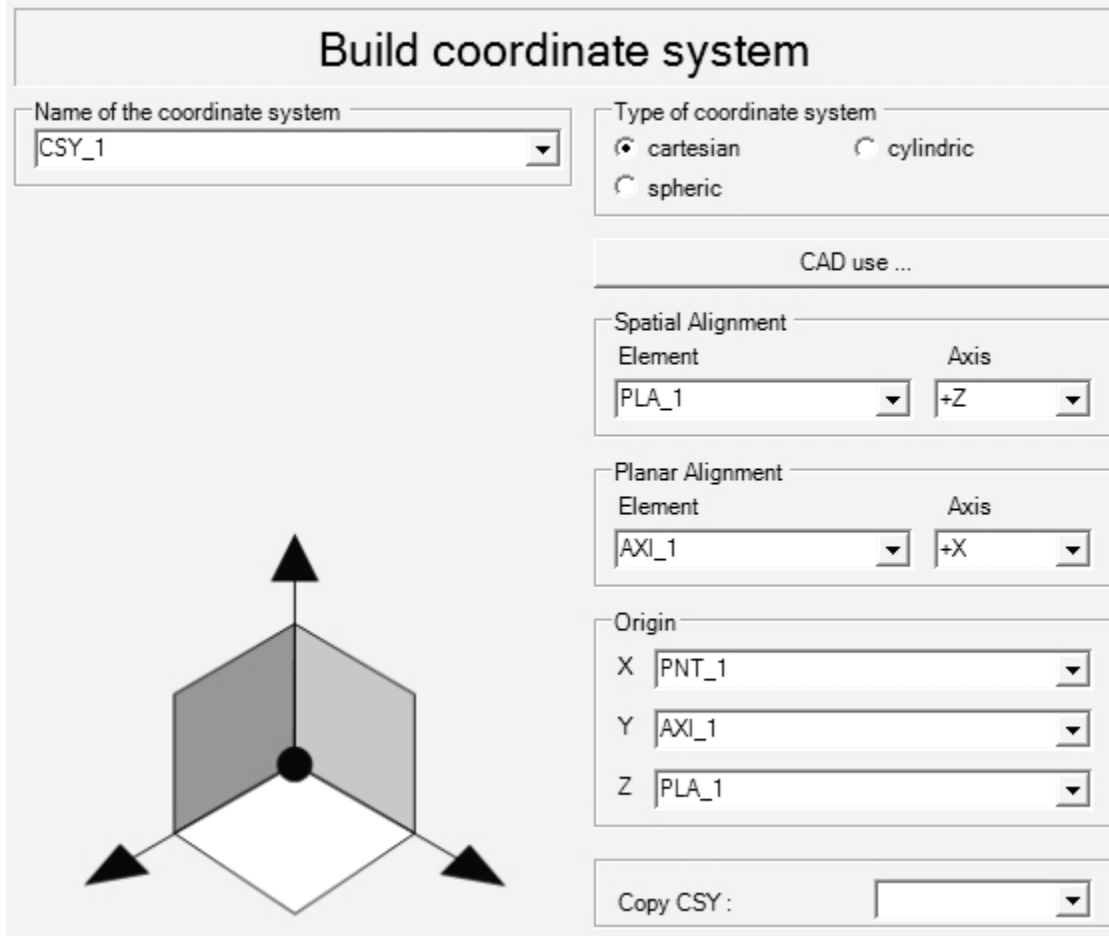 Build coordinate system
Name of the coordinate system
CSY_1
Type of coordinate system
cartesian cylindric
spheric
CAD use ...
Spatial Alignment
Element Axis
PLA_1 +Z
Planar Alignment
Element Axis
AXI_1 +X
Origin
X PNT_1
Y AXI_1
Z PLA_1
Copy CSY :